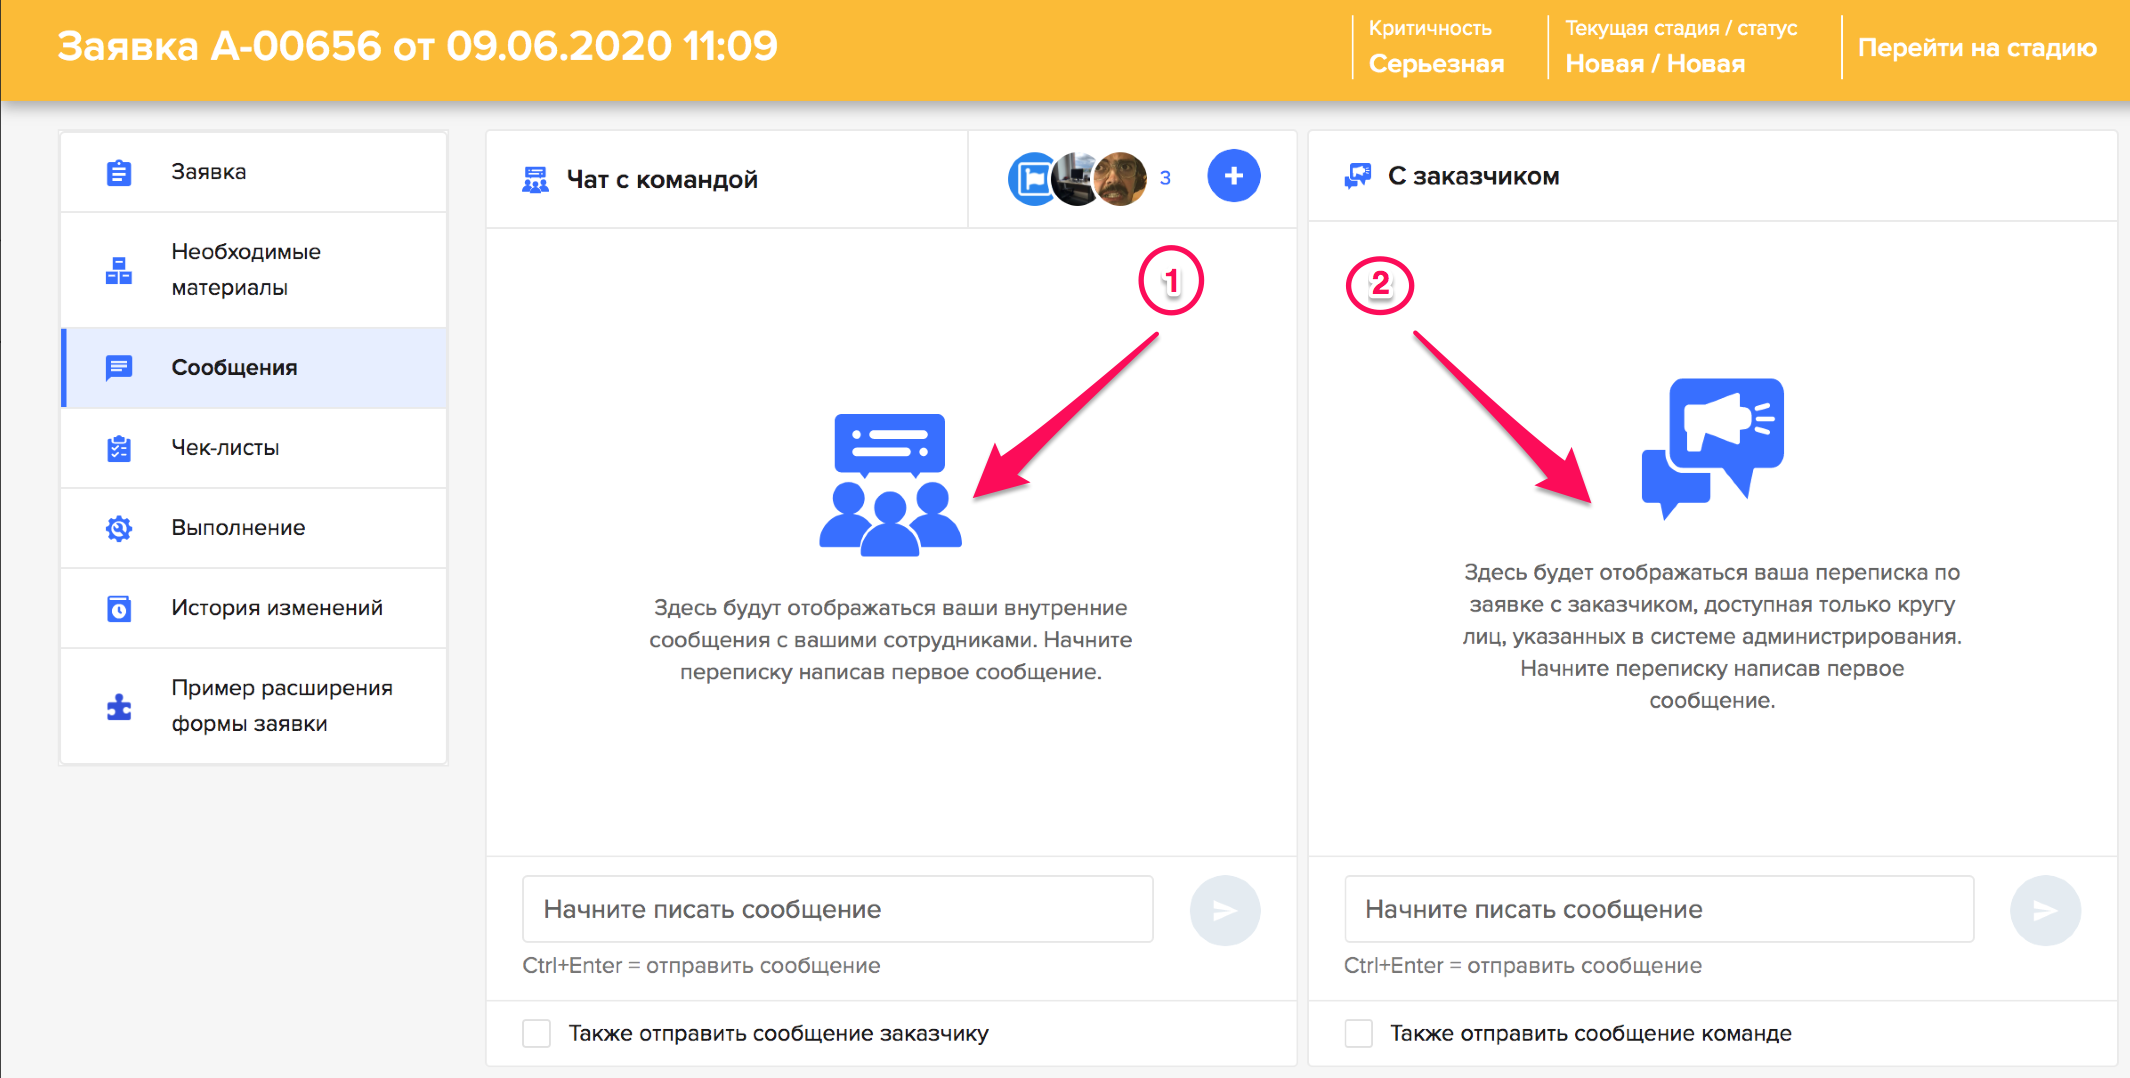 Заявка А-00656 от 09.06.2020 11:09
Критичность
Серьезная
Текущая стадия / статус
Новая / Новая
Перейти на стадию
Заявка
Необходимые
материалы
Сообщения
Чек-листы
Выполнение
История изменений
Пример расширения
формы заявки
Чат с командой
3
1
Здесь будут отображаться ваши внутренние
сообщения с вашими сотрудниками. Начните
переписку написав первое сообщение.
Начните писать сообщение
Ctrl+Enter = отправить сообщение
Также отправить сообщение заказчику
С заказчиком
2
Здесь будет отображаться ваша переписка по
заявке с заказчиком, доступная только кругу
лиц, указанных в системе администрирования.
Начните переписку написав первое
сообщение.
Начните писать сообщение
Ctrl+Enter = отправить сообщение
Также отправить сообщение команде